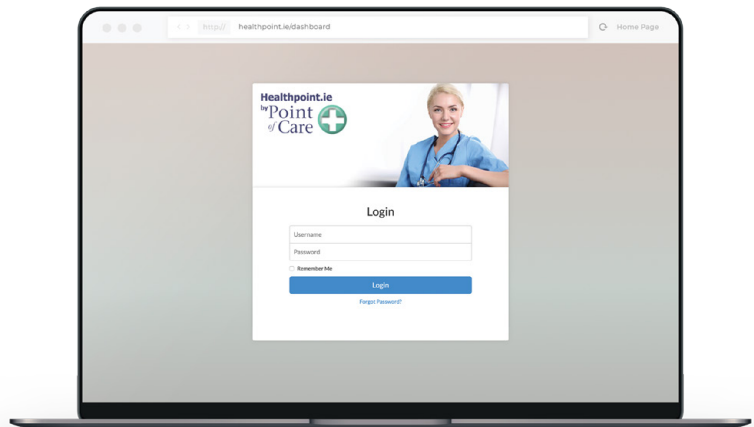 http:// healthpoint.ie/dashboard Home Page
Healthpoint.ie
by Point
of Care
Login
Username
Password
Remember Me
Login
Forgot Password?